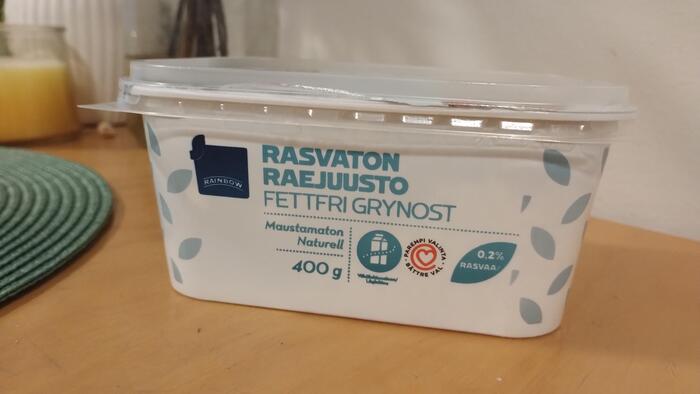 RAINBOW
RASVATON
RAEJUUSTO
FETTFRI GRYNOST
Maustamaton
Naturell
400 g
PAREMPI VALINTA
BÄTTRE VAL
0,2%
RASVAA